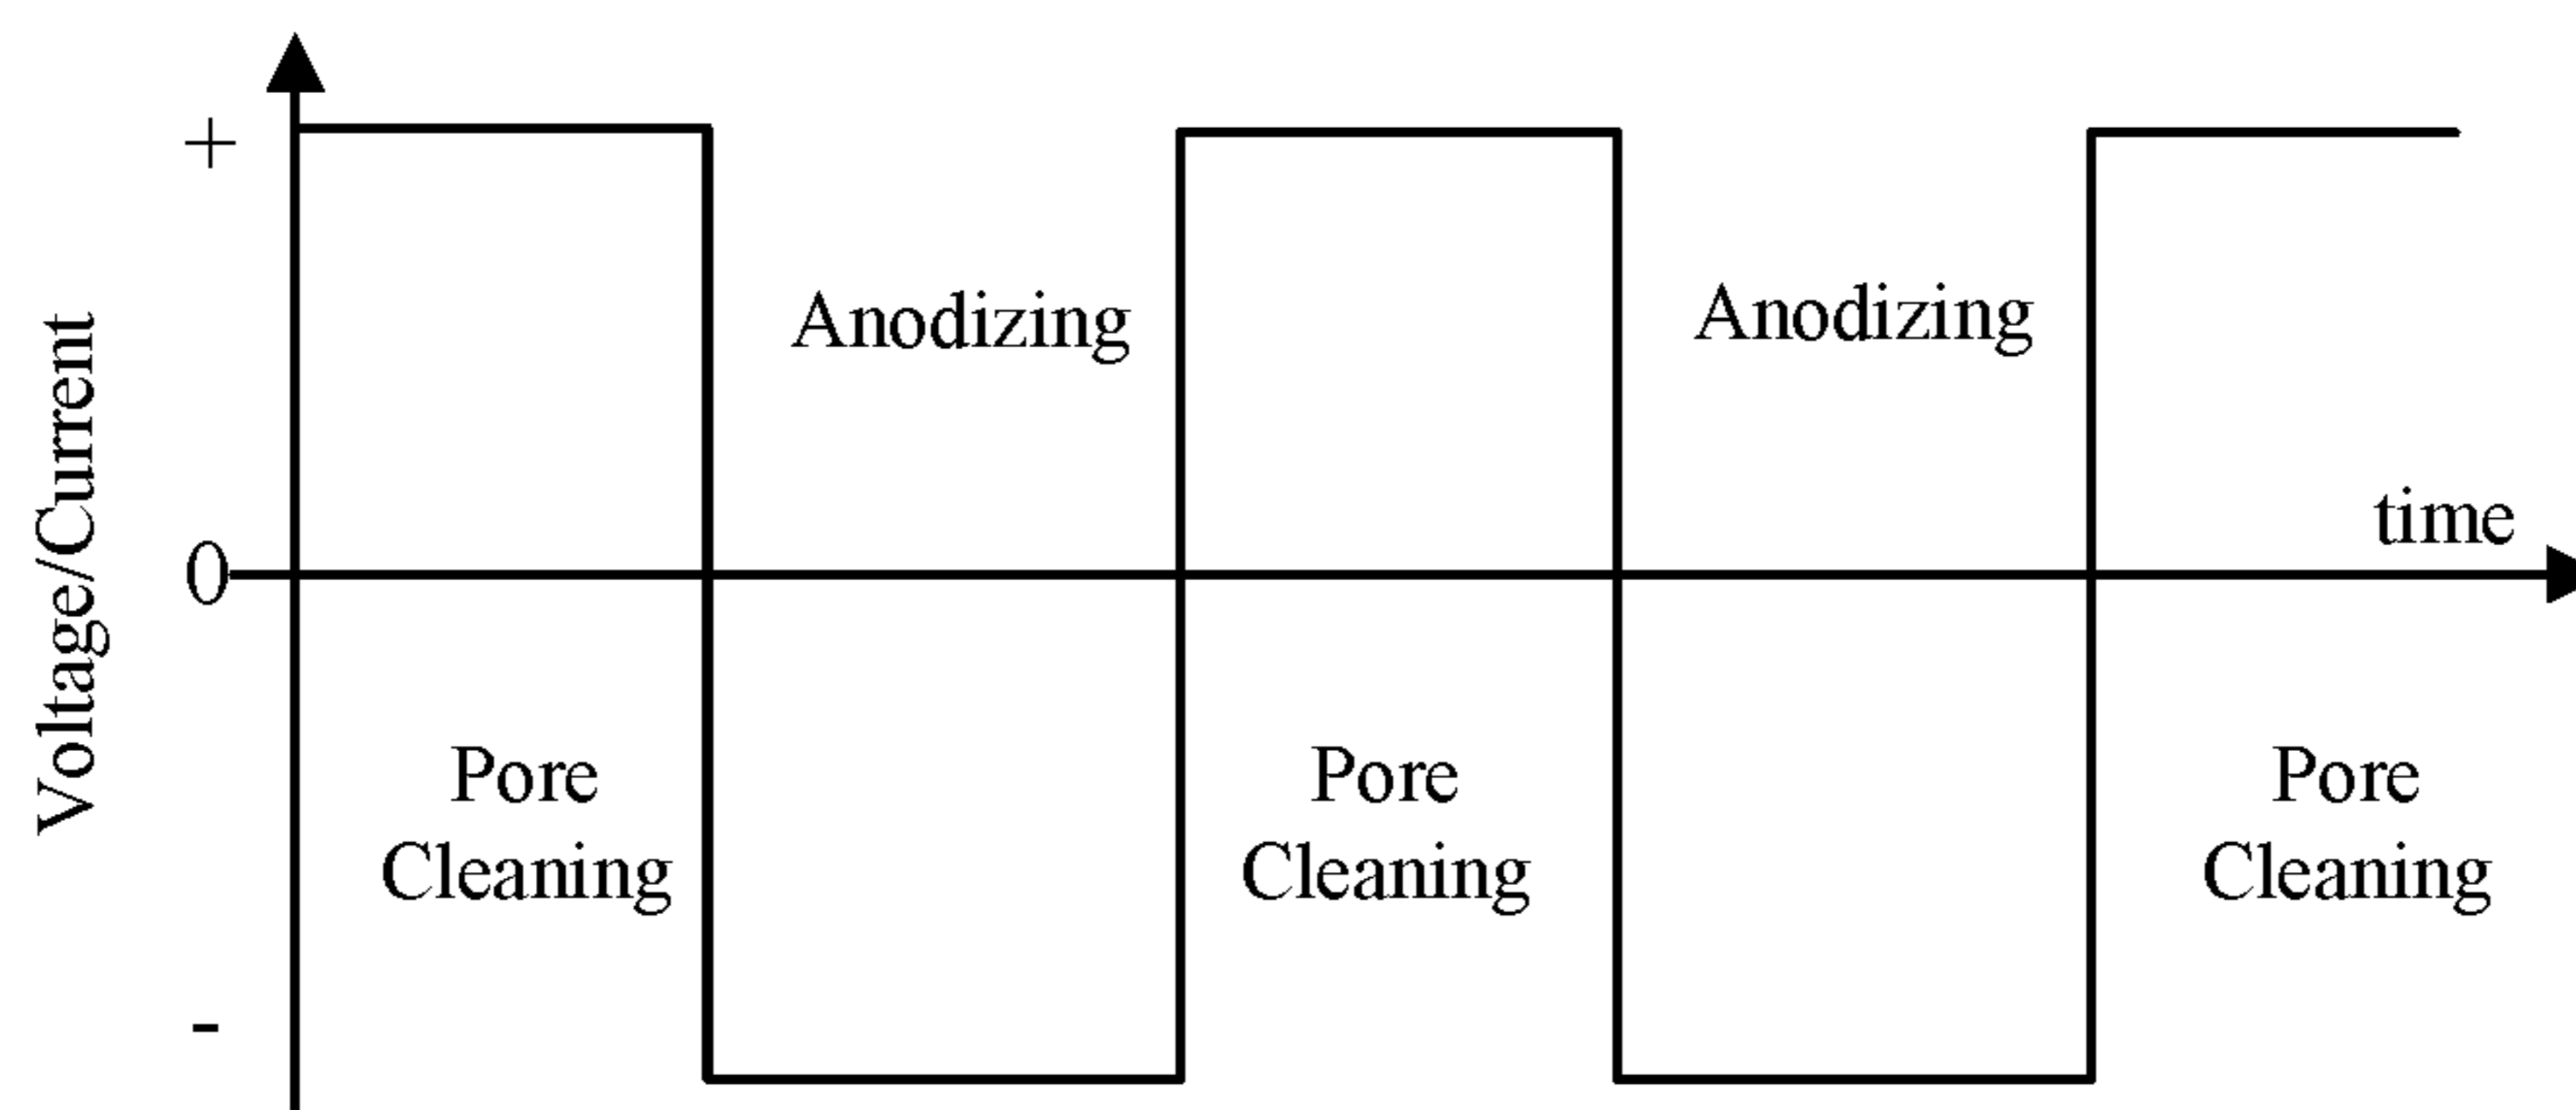 +
Anodizing
Anodizing
Voltage/Current
0
time
Pore
Cleaning
Pore
Cleaning
Pore
Cleaning
-